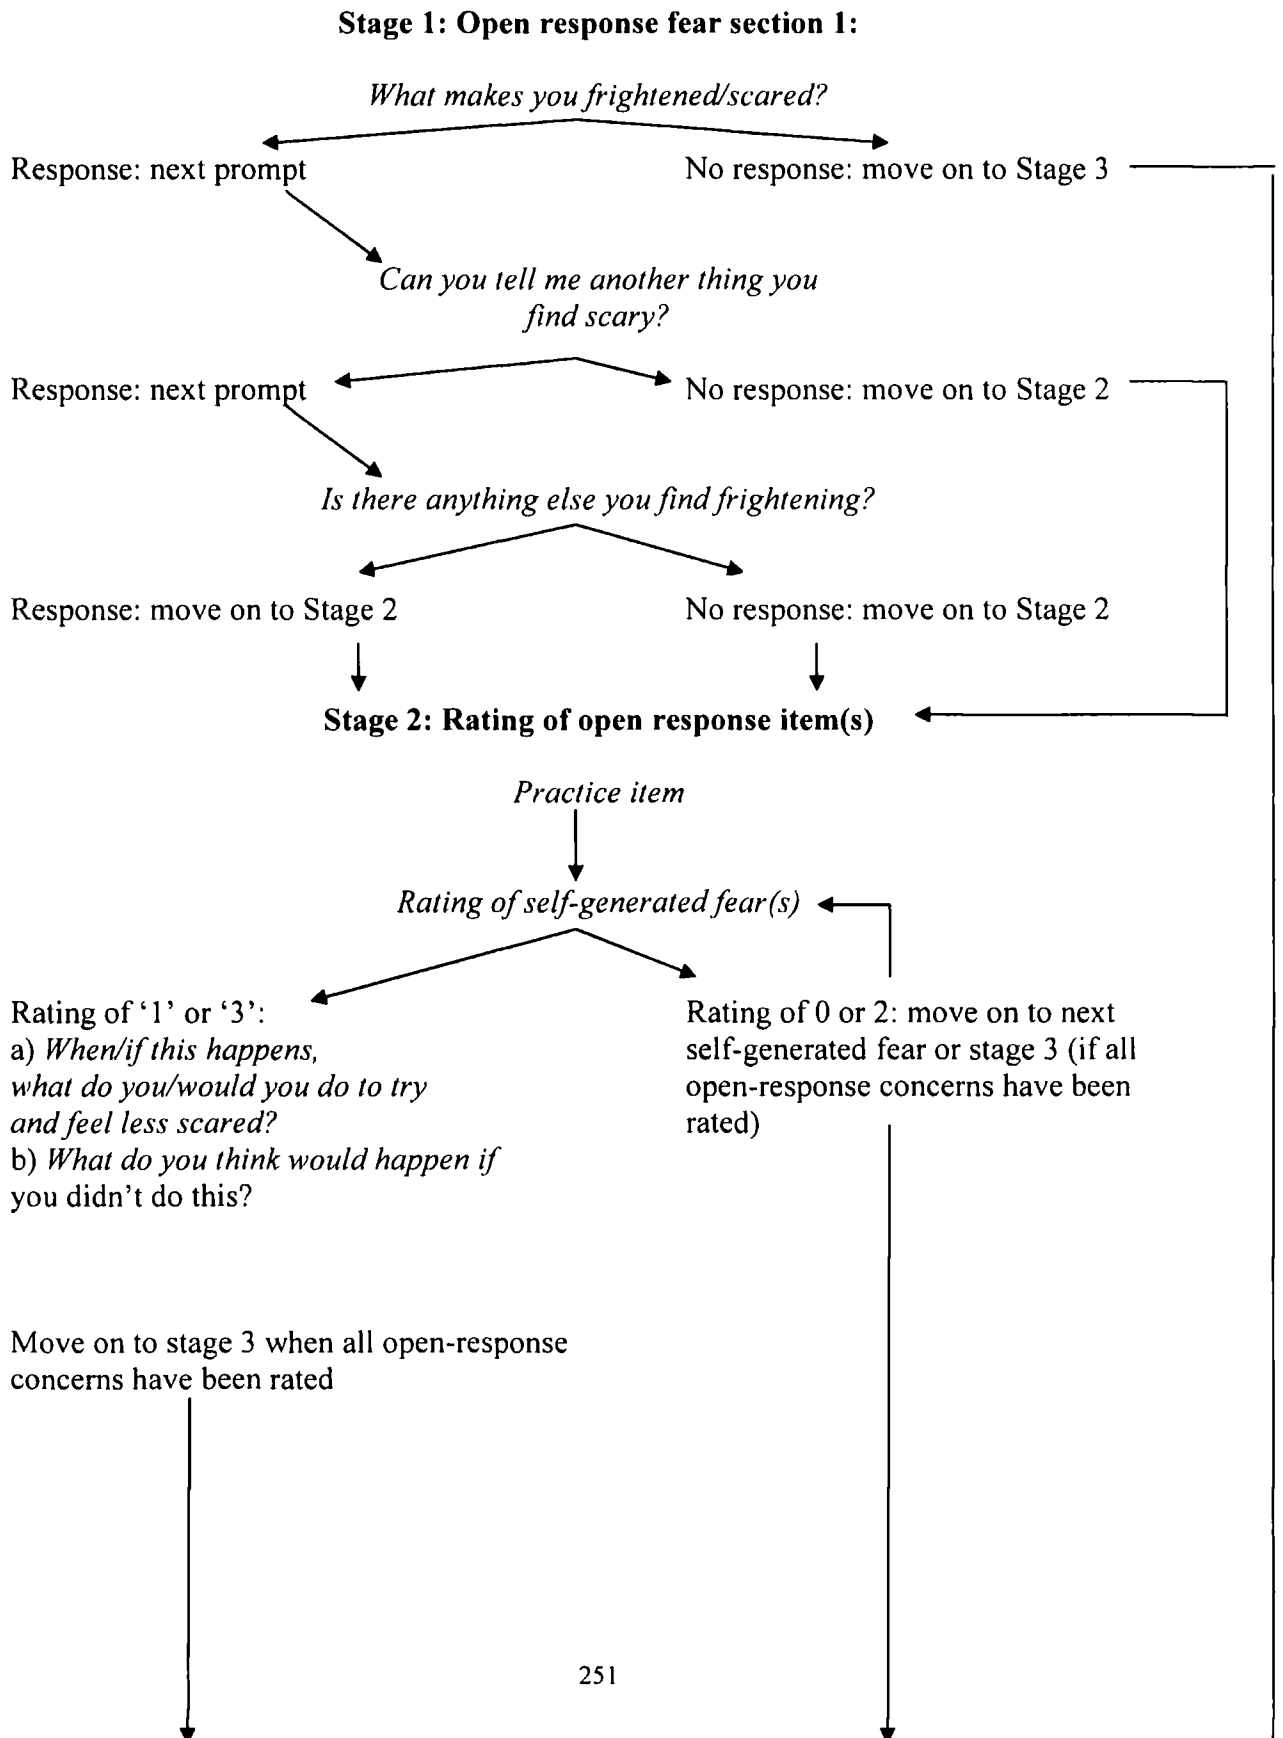 Stage 1: Open response fear section 1:
What makes you frightened/scared?
Response: next prompt
No response: move on to Stage 3
Can you tell me another thing you
find scary?
Response: next prompt
No response: move on to Stage 2
Is there anything else you find frightening?
Response: move on to Stage 2
No response: move on to Stage 2
Stage 2: Rating of open response item(s)
Practice item
Rating of self-generated fear(s)
Rating of ‘1’ or ‘3’:
a) When/if this happens,
what do you/would you do to try
and feel less scared?
b) What do you think would happen if
you didn’t do this?
Rating of 0 or 2: move on to next
self-generated fear or stage 3 (if all
open-response concerns have been
rated)
Move on to stage 3 when all open-response
concerns have been rated
251